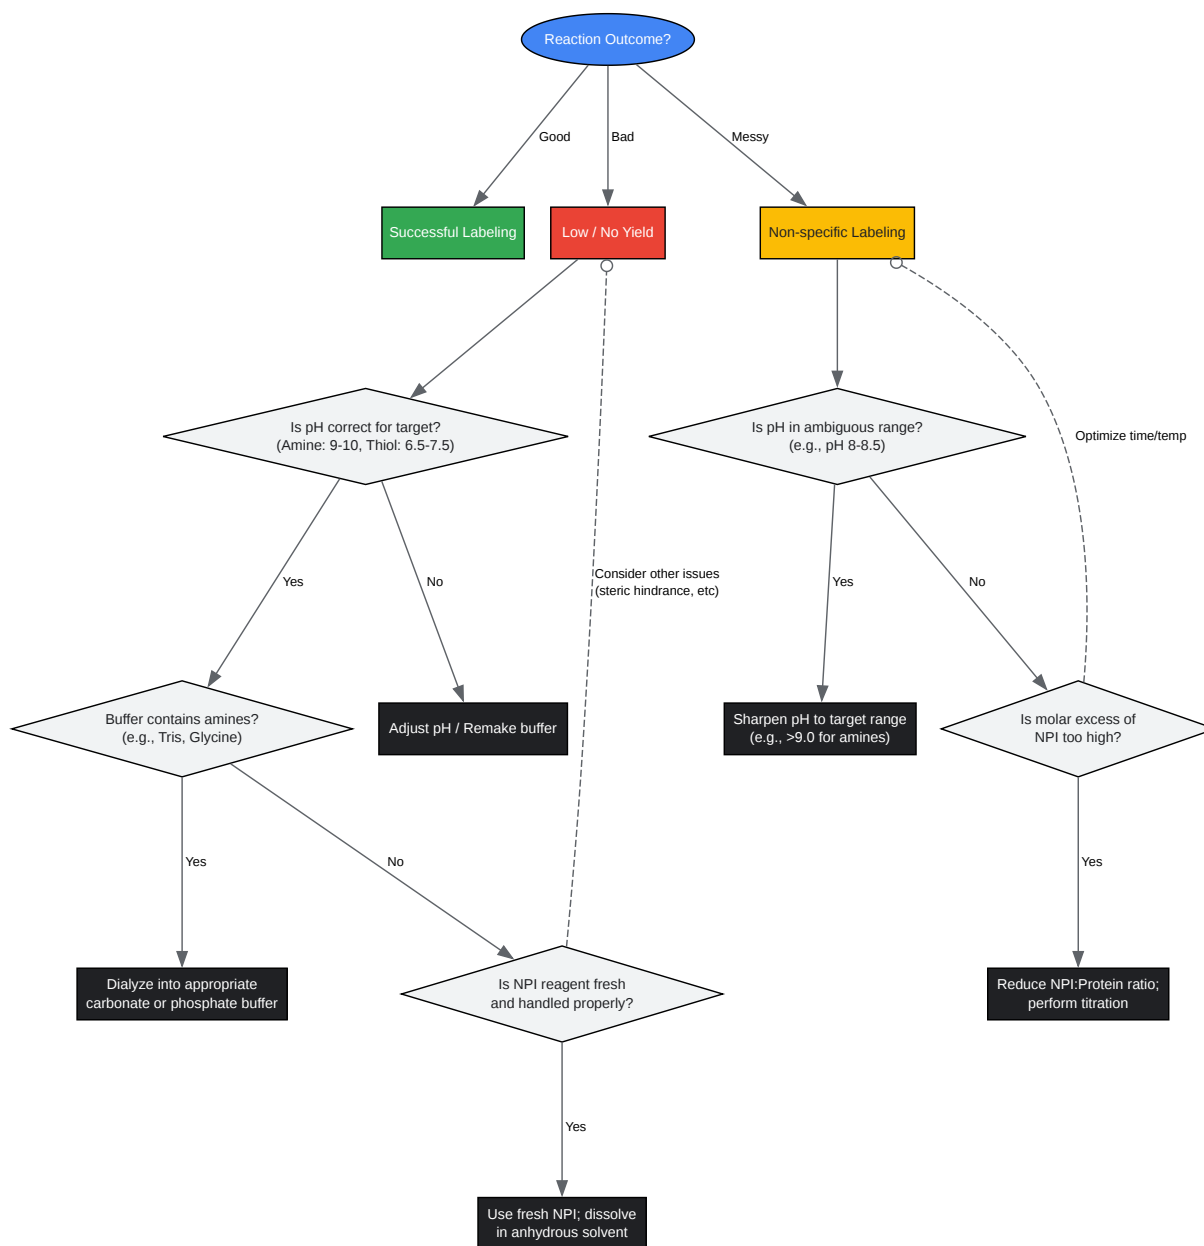 Reaction Outcome?
Good
Bad
Messy
Successful Labeling
Low / No Yield
Non-specific Labeling
Is pH correct for target?
(Amine: 9-10, Thiol: 6.5-7.5)
Is pH in ambiguous range?
(e.g., pH 8-8.5)
Optimize time/temp
Yes
No
Consider other issues
(steric hindrance, etc)
Yes
No
Buffer contains amines?
(e.g., Tris, Glycine)
Adjust pH / Remake buffer
Sharpen pH to target range
(e.g., >9.0 for amines)
Is molar excess of
NPI too high?
Yes
No
Yes
Dialyze into appropriate
carbonate or phosphate buffer
Is NPI reagent fresh
and handled properly?
Reduce NPI:Protein ratio;
perform titration
Yes
Use fresh NPI; dissolve
in anhydrous solvent